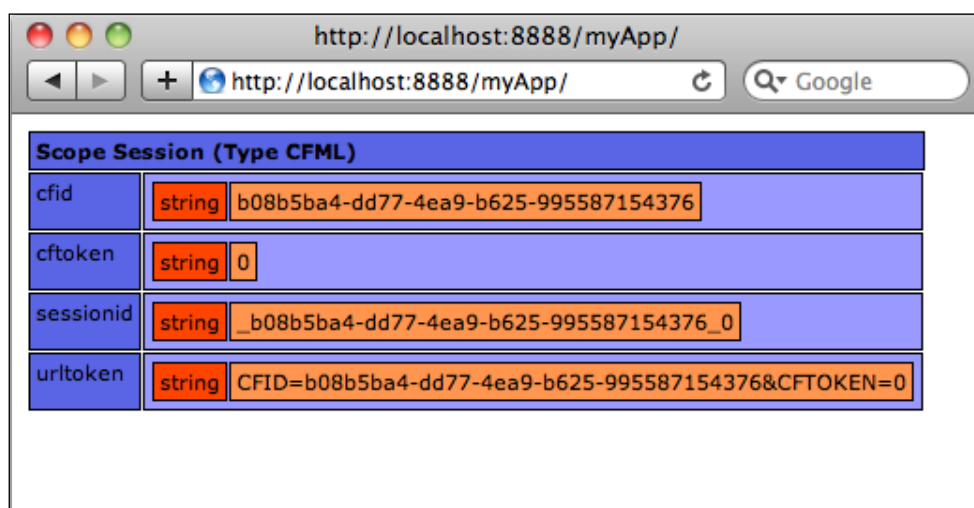 http://localhost:8888/myApp/
+ http://localhost:8888/myApp/ Google
Scope Session (Type CFML)
cfid string b08b5ba4-dd77-4ea9-b625-995587154376
cftoken string 0
sessionid string _b08b5ba4-dd77-4ea9-b625-995587154376_0
urltoken string CFID=b08b5ba4-dd77-4ea9-b625-995587154376&CFTOKEN=0